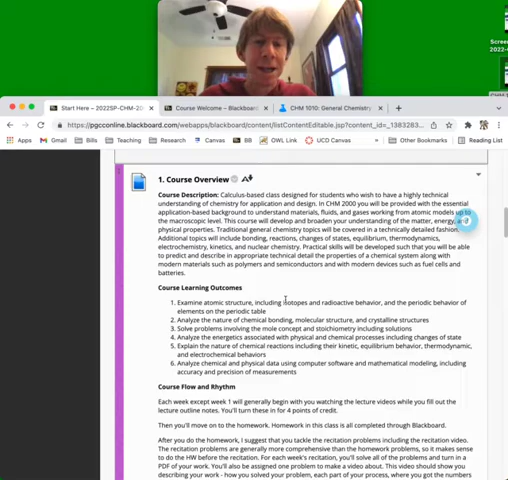 Screen
2022-
CHM 10
Start Here – 2022SP-CHM-20 ×
Course Welcome – Blackboard ×
CHM 1010: General Chemistry ×
+
https://pgcconline.blackboard.com/webapps/blackboard/content/listContentEditable.jsp?content_id=_1383283...
Apps
Gmail
Maps
YouTube
Canvas
BB
OWL Link
UCD Canvas
»
Other Bookmarks
Reading List
1. Course Overview
Course Description: Calculus-based class designed for students who wish to have a highly technical
understanding of chemistry for application and design. In CHM 2000 you will be provided with the essential
application-based background to understand materials, fluids, and gases working from atomic models up to
the macroscopic level. This course will develop and broaden your understanding of the matter, energy, and
physical properties. Traditional general chemistry topics will be covered in a technically detailed fashion.
Additional topics will include bonding, reactions, changes of states, equilibrium, thermodynamics,
electrochemistry, kinetics, and nuclear chemistry. Practical skills will be developed such that you will be able
to predict and describe in appropriate technical detail the properties of a chemical system along with
modern materials such as polymers and semiconductors and with modern devices such as fuel cells and
batteries.
Course Learning Outcomes
1. Examine atomic structure, including isotopes and radioactive behavior, and the periodic behavior of
elements on the periodic table
2. Analyze the nature of chemical bonding, molecular structure, and crystalline structures
3. Solve problems involving the mole concept and stoichiometry including solutions
4. Analyze the energetics associated with physical and chemical processes including changes of state
5. Explain the nature of chemical reactions including their kinetic, equilibrium behavior, thermodynamic,
and electrochemical behaviors
6. Analyze chemical and physical data using computer software and mathematical modeling, including
accuracy and precision of measurements
Course Flow and Rhythm
Each week except week 1 will generally begin with you watching the lecture videos while you fill out the
lecture outline notes. You'll turn these in for 4 points of credit.
Then you'll move on to the homework. Homework in this class is all completed through Blackboard.
After you do the homework, I suggest that you tackle the recitation problems including the recitation video.
The recitation problems are generally more comprehensive than the homework problems, so it makes sense
to do the HW before the recitation. For each week's recitation, you'll solve all of the problems and turn in a
PDF of your work. You'll also be assigned one problem to make a video about. This video should show you
describing your work - how you solved your problem, each part of your process, where you got the numbers